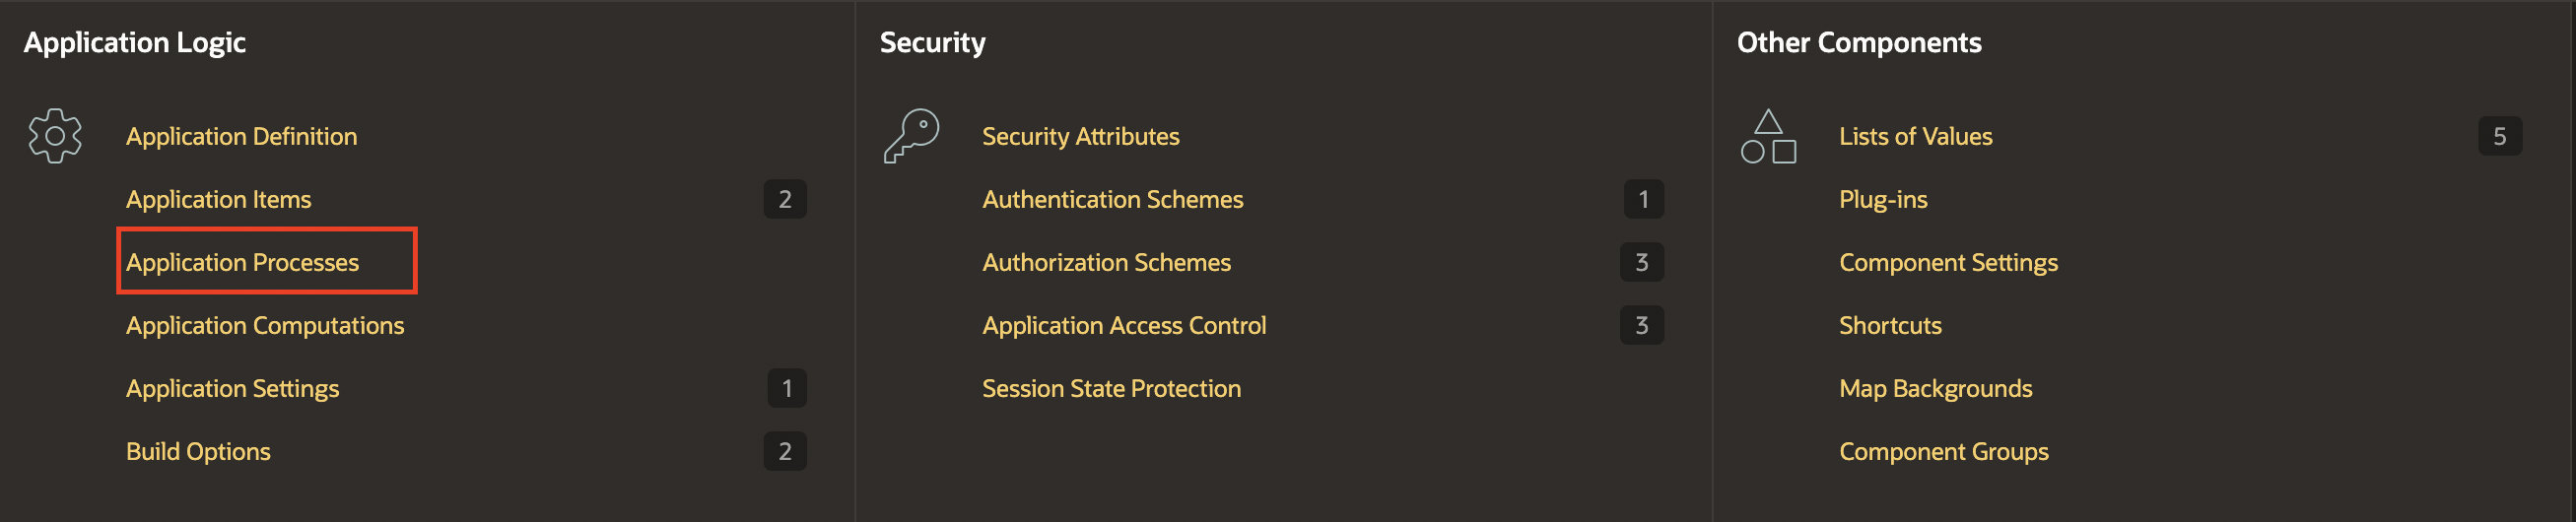 Application Logic
Application Definition
Application Items 2
Application Processes
Application Computations
Application Settings 1
Build Options 2
Security
Security Attributes
Authentication Schemes 1
Authorization Schemes 3
Application Access Control 3
Session State Protection
Other Components
Lists of Values 5
Plug-ins
Component Settings
Shortcuts
Map Backgrounds
Component Groups